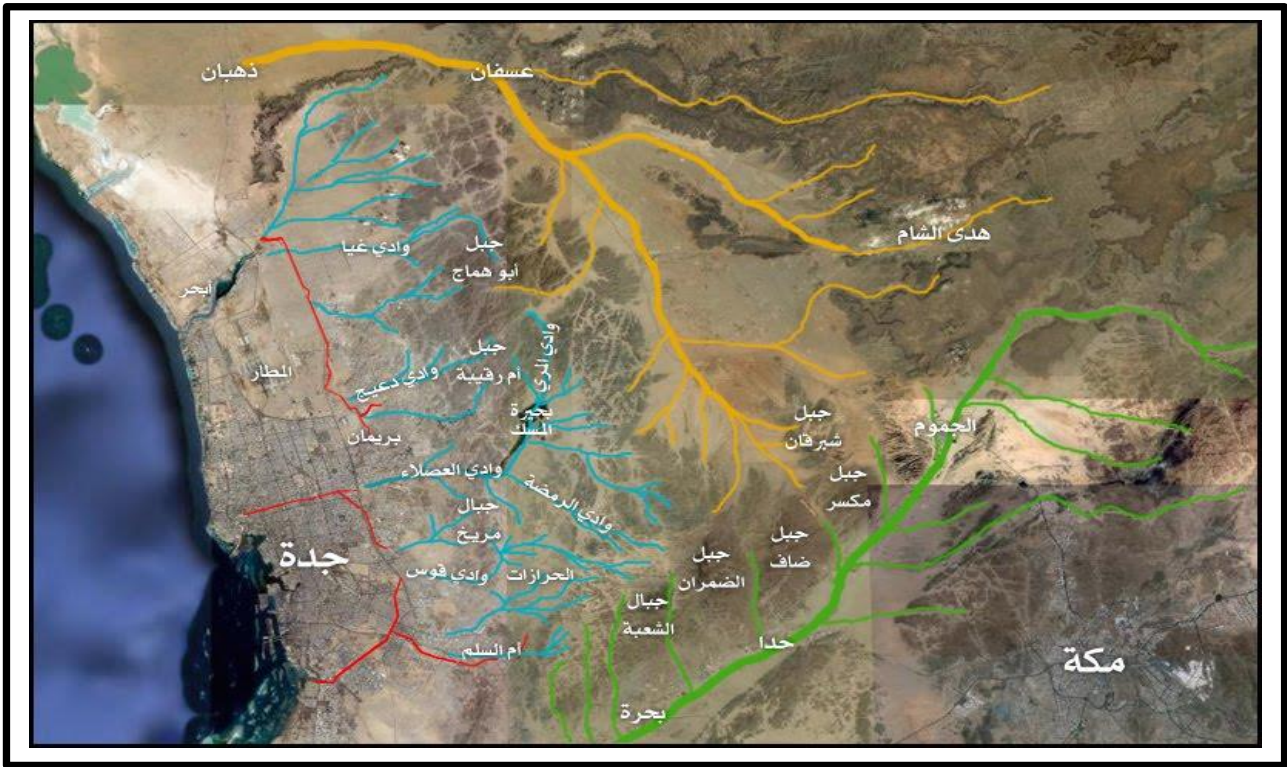 ذهبان
عسفان
هدى الشام
وادي غيا
جبل
أبو هماج
أبحر
المطار
وادي دعيج
جبل
أم رقيبة
وادي المري
بحيرة
المسك
بريمان
جبل
شبرقان
الجموم
وادي العصلاء
وادي الرمضة
جبل
مكسر
جبال
مريخ
جبل
ضاف
جبل
الضمران
جدة
وادي قوس
الحرازات
جبال
الشعبة
أم السلم
حدا
مكة
بحرة